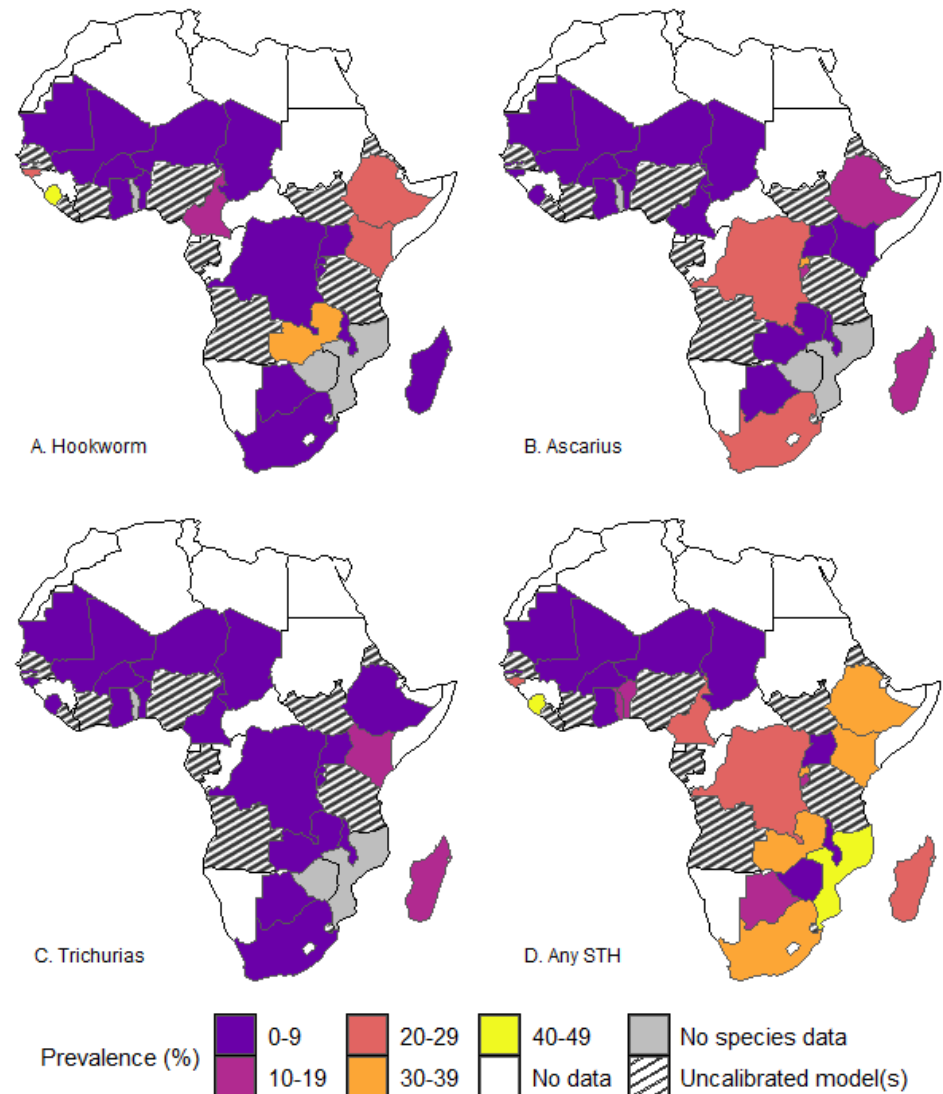 A. Hookworm
B. Ascarius
C. Trichurias
D. Any STH
Prevalence (%)
0-9
20-29
40-49
No species data
10-19
30-39
No data
Uncalibrated model(s)